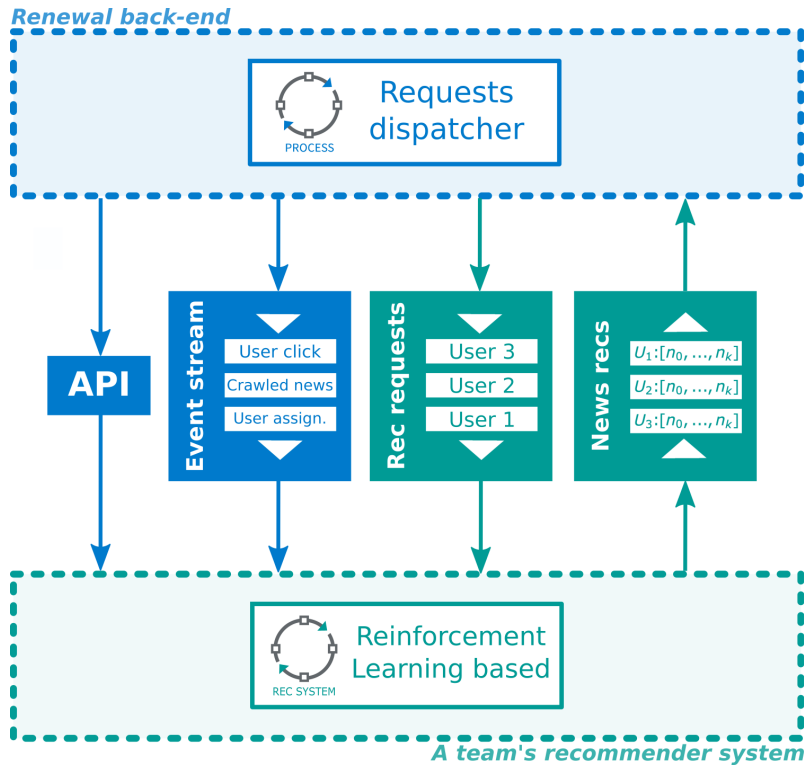 Renewal back-end
Requests
dispatcher
PROCESS
API
Event stream
User click
Crawled news
User assign.
Rec requests
User 3
User 2
User 1
News recs
U₁:[n₀, ..., nₖ]
U₂:[n₀, ..., nₖ]
U₃:[n₀, ..., nₖ]
Reinforcement
Learning based
REC SYSTEM
A team's recommender system